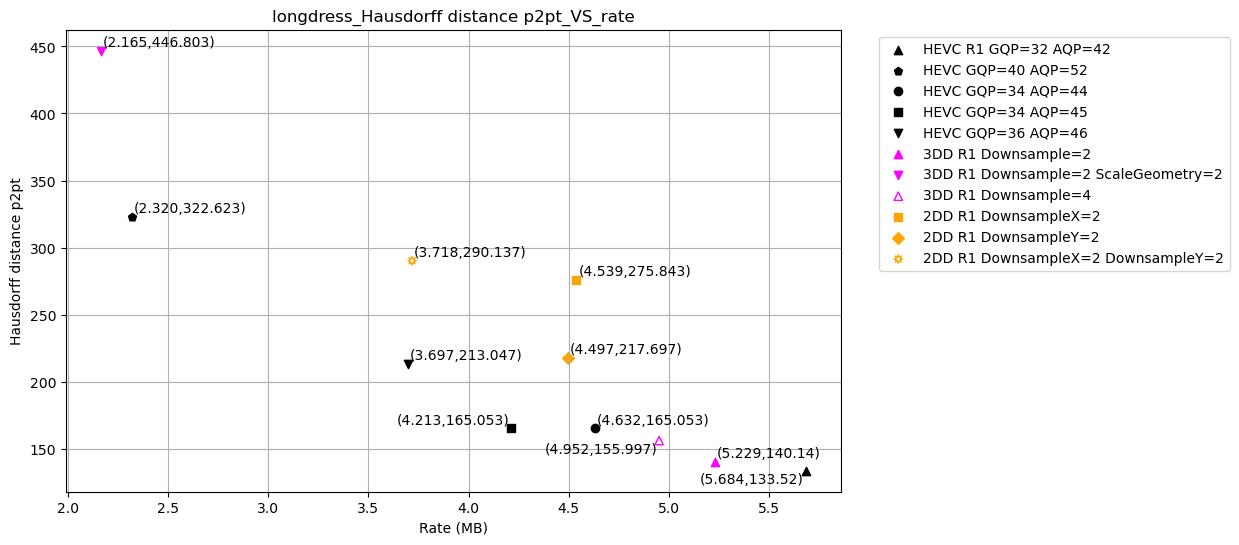 longdress_Hausdorff distance p2pt_VS_rate
Hausdorff distance p2pt
450
400
350
300
250
200
150
(2.165,446.803)
(2.320,322.623)
(3.718,290.137)
(4.539,275.843)
(3.697,213.047)
(4.497,217.697)
(4.213,165.053)
(4.632,165.053)
(4.952,155.997)
(5.229,140.14)
(5.684,133.52)
2.0
2.5
3.0
3.5
4.0
4.5
5.0
5.5
Rate (MB)
HEVC R1 GQP=32 AQP=42
HEVC GQP=40 AQP=52
HEVC GQP=34 AQP=44
HEVC GQP=34 AQP=45
HEVC GQP=36 AQP=46
3DD R1 Downsample=2
3DD R1 Downsample=2 ScaleGeometry=2
3DD R1 Downsample=4
2DD R1 DownsampleX=2
2DD R1 DownsampleY=2
2DD R1 DownsampleX=2 DownsampleY=2